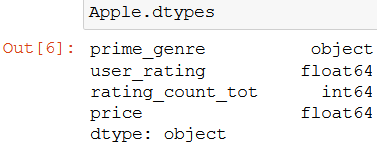 Apple.dtypes
Out[6]: prime_genre object
user_rating float64
rating_count_tot int64
price float64
dtype: object